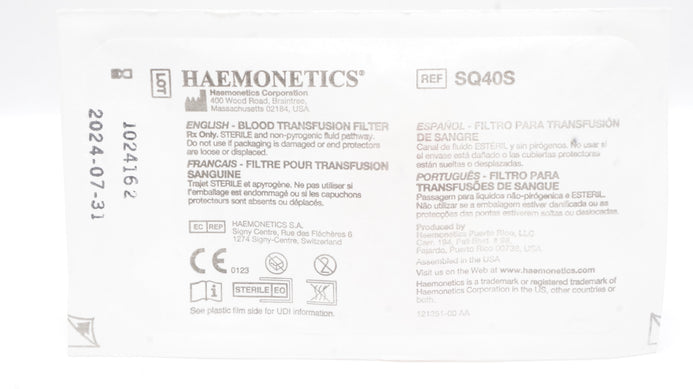 LOT
1024162
2024-07-31
HAEMONETICS®
Haemonetics Corporation
400 Wood Road, Braintree,
Massachusetts 02184, USA
ENGLISH - BLOOD TRANSFUSION FILTER
Rx Only. STERILE and non-pyrogenic fluid pathway.
Do not use if packaging is damaged or end protectors
are loose or displaced.
FRANCAIS - FILTRE POUR TRANSFUSION
SANGUINE
Trajet STERILE et apyrogène. Ne pas utiliser si
l'emballage est endommagé ou si les capuchons
protecteurs sont absents ou déplacés.
EC REP
HAEMONETICS S.A.
Signy Centre, Rue des Fléchères 6
1274 Signy-Centre, Switzerland
CE 0123
STERILE EO
See plastic film side for UDI information.
REF SQ40S
ESPAÑOL - FILTRO PARA TRANSFUSIÓN
DE SANGRE
Canal de fluido ESTÉRIL y sin pirógenos. No usar si
el envase está dañado o las cubiertas protectoras
están sueltas o desplazadas.
PORTUGUÊS - FILTRO PARA
TRANSFUSÕES DE SANGUE
Passagem para líquidos não-pirogénica e ESTERIL.
Não utilizar se a embalagem estiver danificada ou as
protecções das pontas estiverem soltas ou deslocadas.
Produced by
Haemonetics Puerto Rico, LLC
Carr. 194, # 98,
Fajardo, Puerto Rico 00738, USA
Assembled in the USA
Visit us on the Web at www.haemonetics.com
Haemonetics is a trademark or registered trademark of
Haemonetics Corporation in the US, other countries or
both.
121351-00 AA